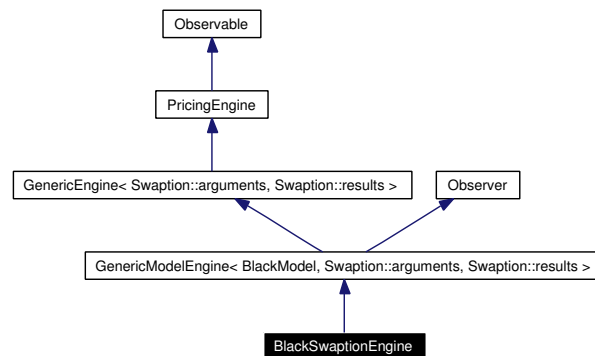 Observable
PricingEngine
GenericEngine< Swaption::arguments, Swaption::results >
Observer
GenericModelEngine< BlackModel, Swaption::arguments, Swaption::results >
BlackSwaptionEngine